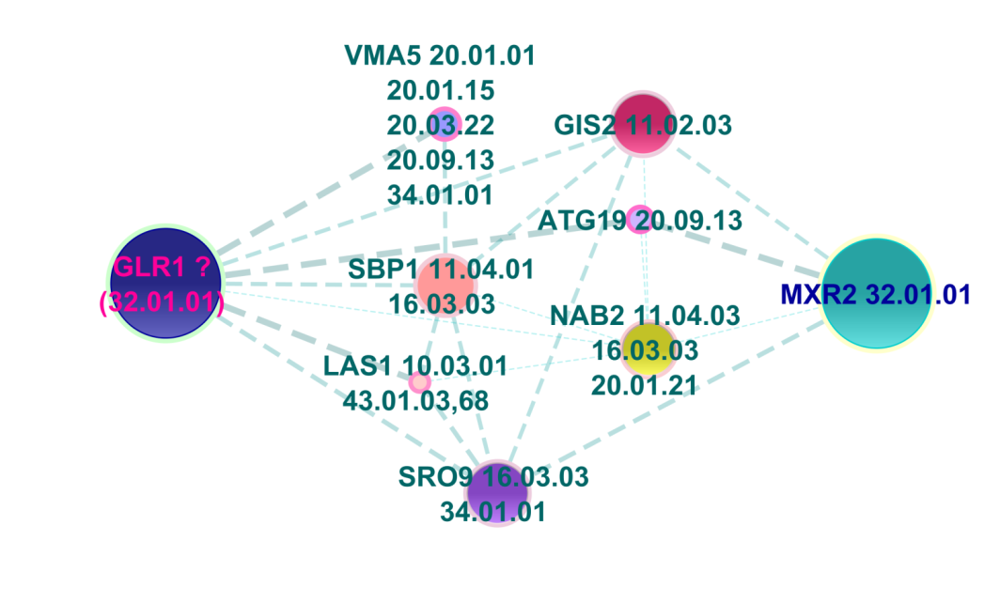 VMA5 20.01.01
20.01.15
20.03.22
20.09.13
34.01.01
GIS2 11.02.03
ATG19 20.09.13
GLR1 ?
(32.01.01)
SBP1 11.04.01
16.03.03
MXR2 32.01.01
NAB2 11.04.03
16.03.03
20.01.21
LAS1 10.03.01
43.01.03,68
SRO9 16.03.03
34.01.01